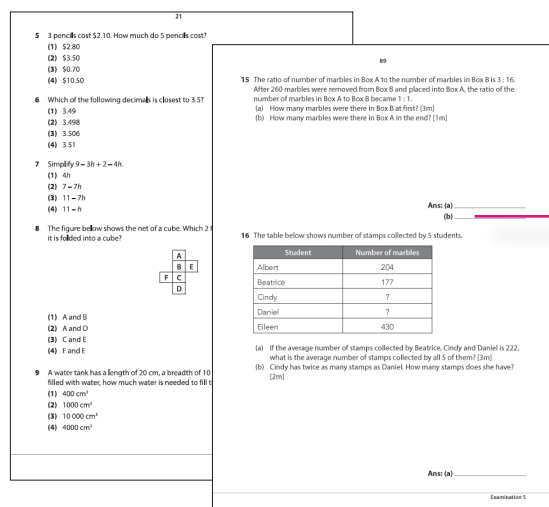 21
5 3 pencils cost $2.10. How much do 5 pencils cost?
(1) $2.80
(2) $3.50
(3) $0.70
(4) $10.50
6 Which of the following decimals is closest to 3.5?
(1) 3.49
(2) 3.498
(3) 3.506
(4) 3.51
7 Simplify 9 – 3h + 2 – 4h.
(1) 4h
(2) 7 – 7h
(3) 11 – 7h
(4) 11 – h
8 The figure below shows the net of a cube. Which 2
it is folded into a cube?
A
B E
F C
D
(1) A and B
(2) A and D
(3) C and E
(4) F and E
9 A water tank has a length of 20 cm, a breadth of 10
filled with water, how much water is needed to fill
(1) 400 cm³
(2) 1000 cm³
(3) 10 000 cm³
(4) 4000 cm³
89
15 The ratio of number of marbles in Box A to the number of marbles in Box B is 3 : 16.
After 260 marbles were removed from Box B and placed into Box A, the ratio of the
number of marbles in Box A to Box B became 1 : 1.
(a) How many marbles were there in Box B at first? [3m]
(b) How many marbles were there in Box A in the end? [1m]
Ans: (a)
(b)
16 The table below shows number of stamps collected by 5 students.
Student Number of marbles
Albert 204
Beatrice 177
Cindy ?
Daniel ?
Eileen 430
(a) If the average number of stamps collected by Beatrice, Cindy and Daniel is 222,
what is the average number of stamps collected by all 5 of them? [3m]
(b) Cindy has twice as many stamps as Daniel. How many stamps does she have?
[2m]
Ans: (a)
Examination 5